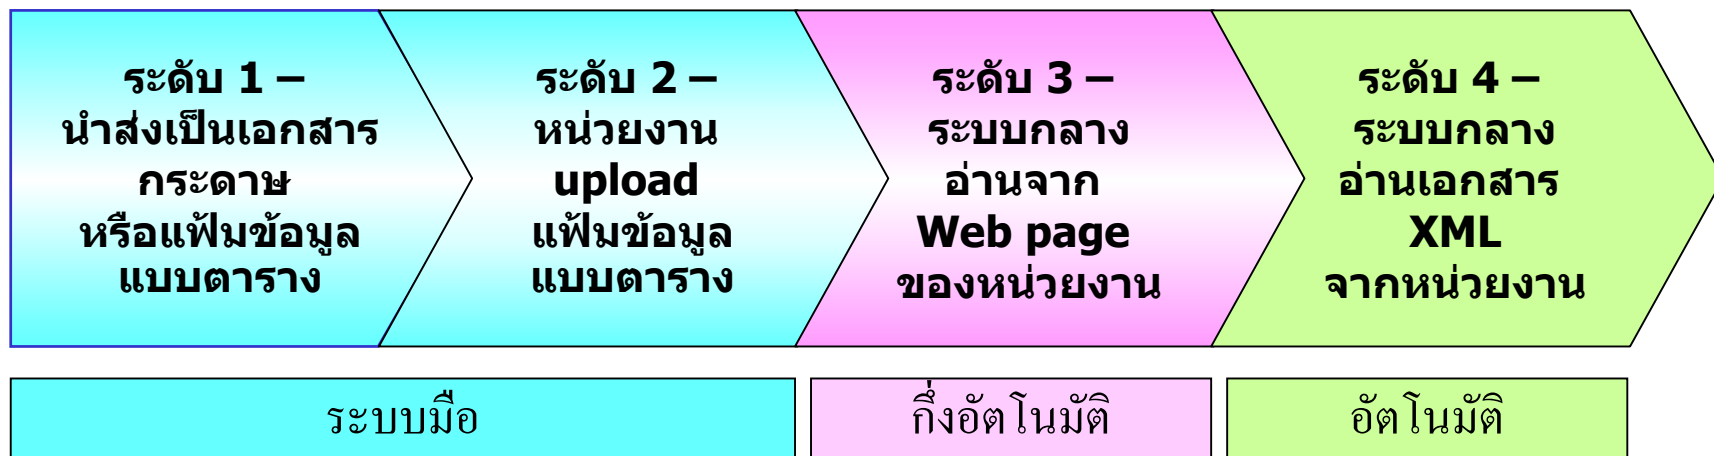 ระดับ 1 –
นำส่งเป็นเอกสาร
กระดาษ
หรือแฟ้มข้อมูล
แบบตาราง
ระดับ 2 –
หน่วยงาน
upload
แฟ้มข้อมูล
แบบตาราง
ระดับ 3 –
ระบบกลาง
อ่านจาก
Web page
ของหน่วยงาน
ระดับ 4 –
ระบบกลาง
อ่านเอกสาร
XML
จากหน่วยงาน
ระบบมือ
กึ่งอัตโนมัติ
อัตโนมัติ